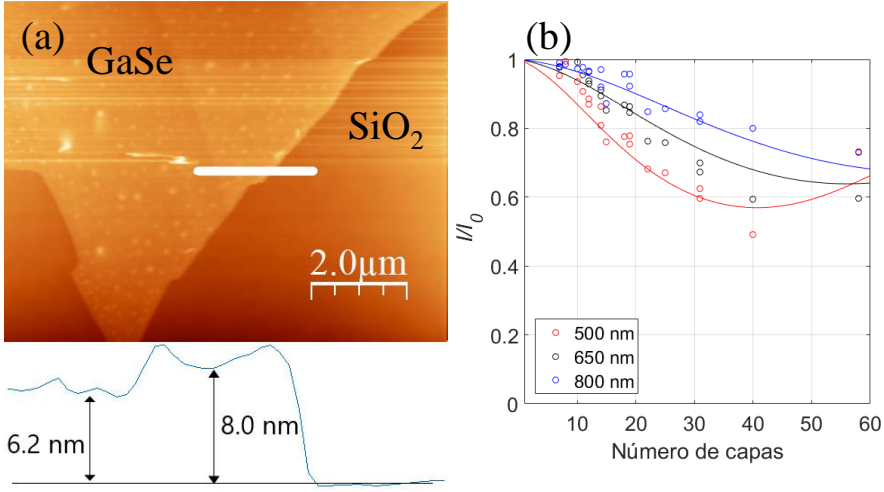 (a)
GaSe
SiO2
2.0µm
6.2 nm
8.0 nm
(b)
1
0.8
0.6
0.4
0.2
0
I/I0
500 nm
650 nm
800 nm
10 20 30 40 50 60
Número de capas